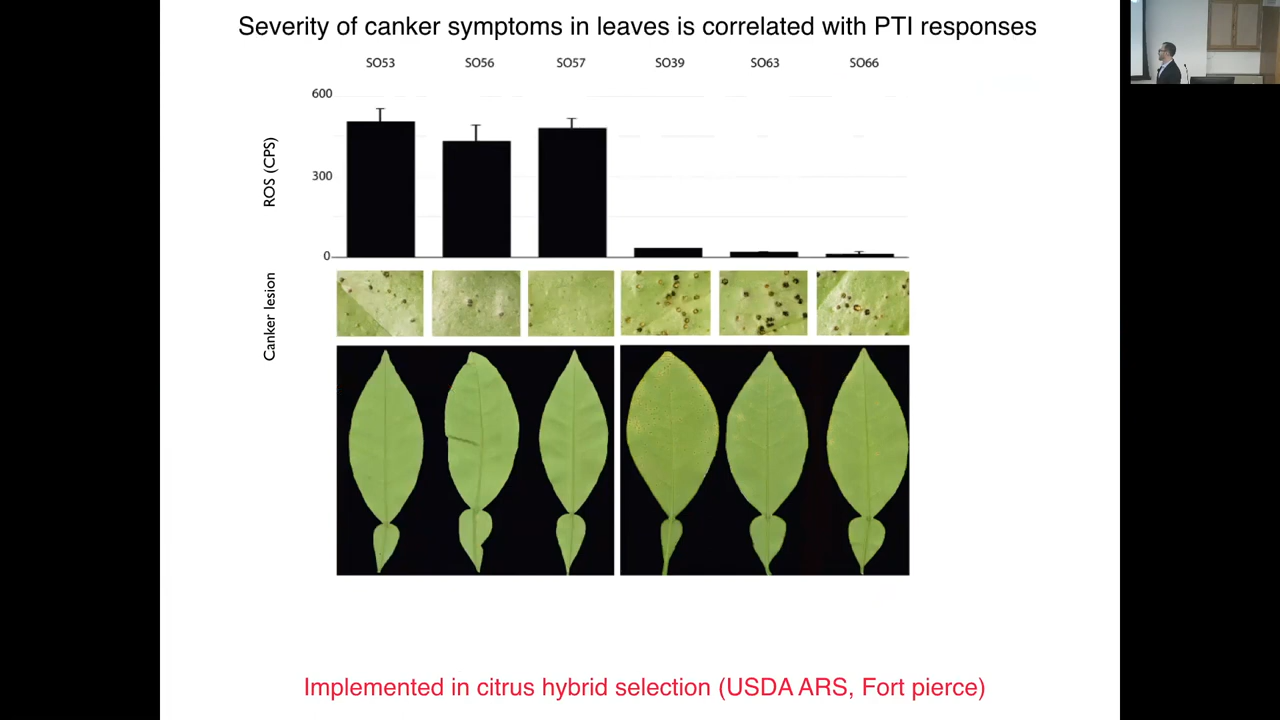 Severity of canker symptoms in leaves is correlated with PTI responses
SO53 SO56 SO57 SO39 SO63 SO66
600
300
0
ROS (CPS)
Canker lesion
Implemented in citrus hybrid selection (USDA ARS, Fort pierce)